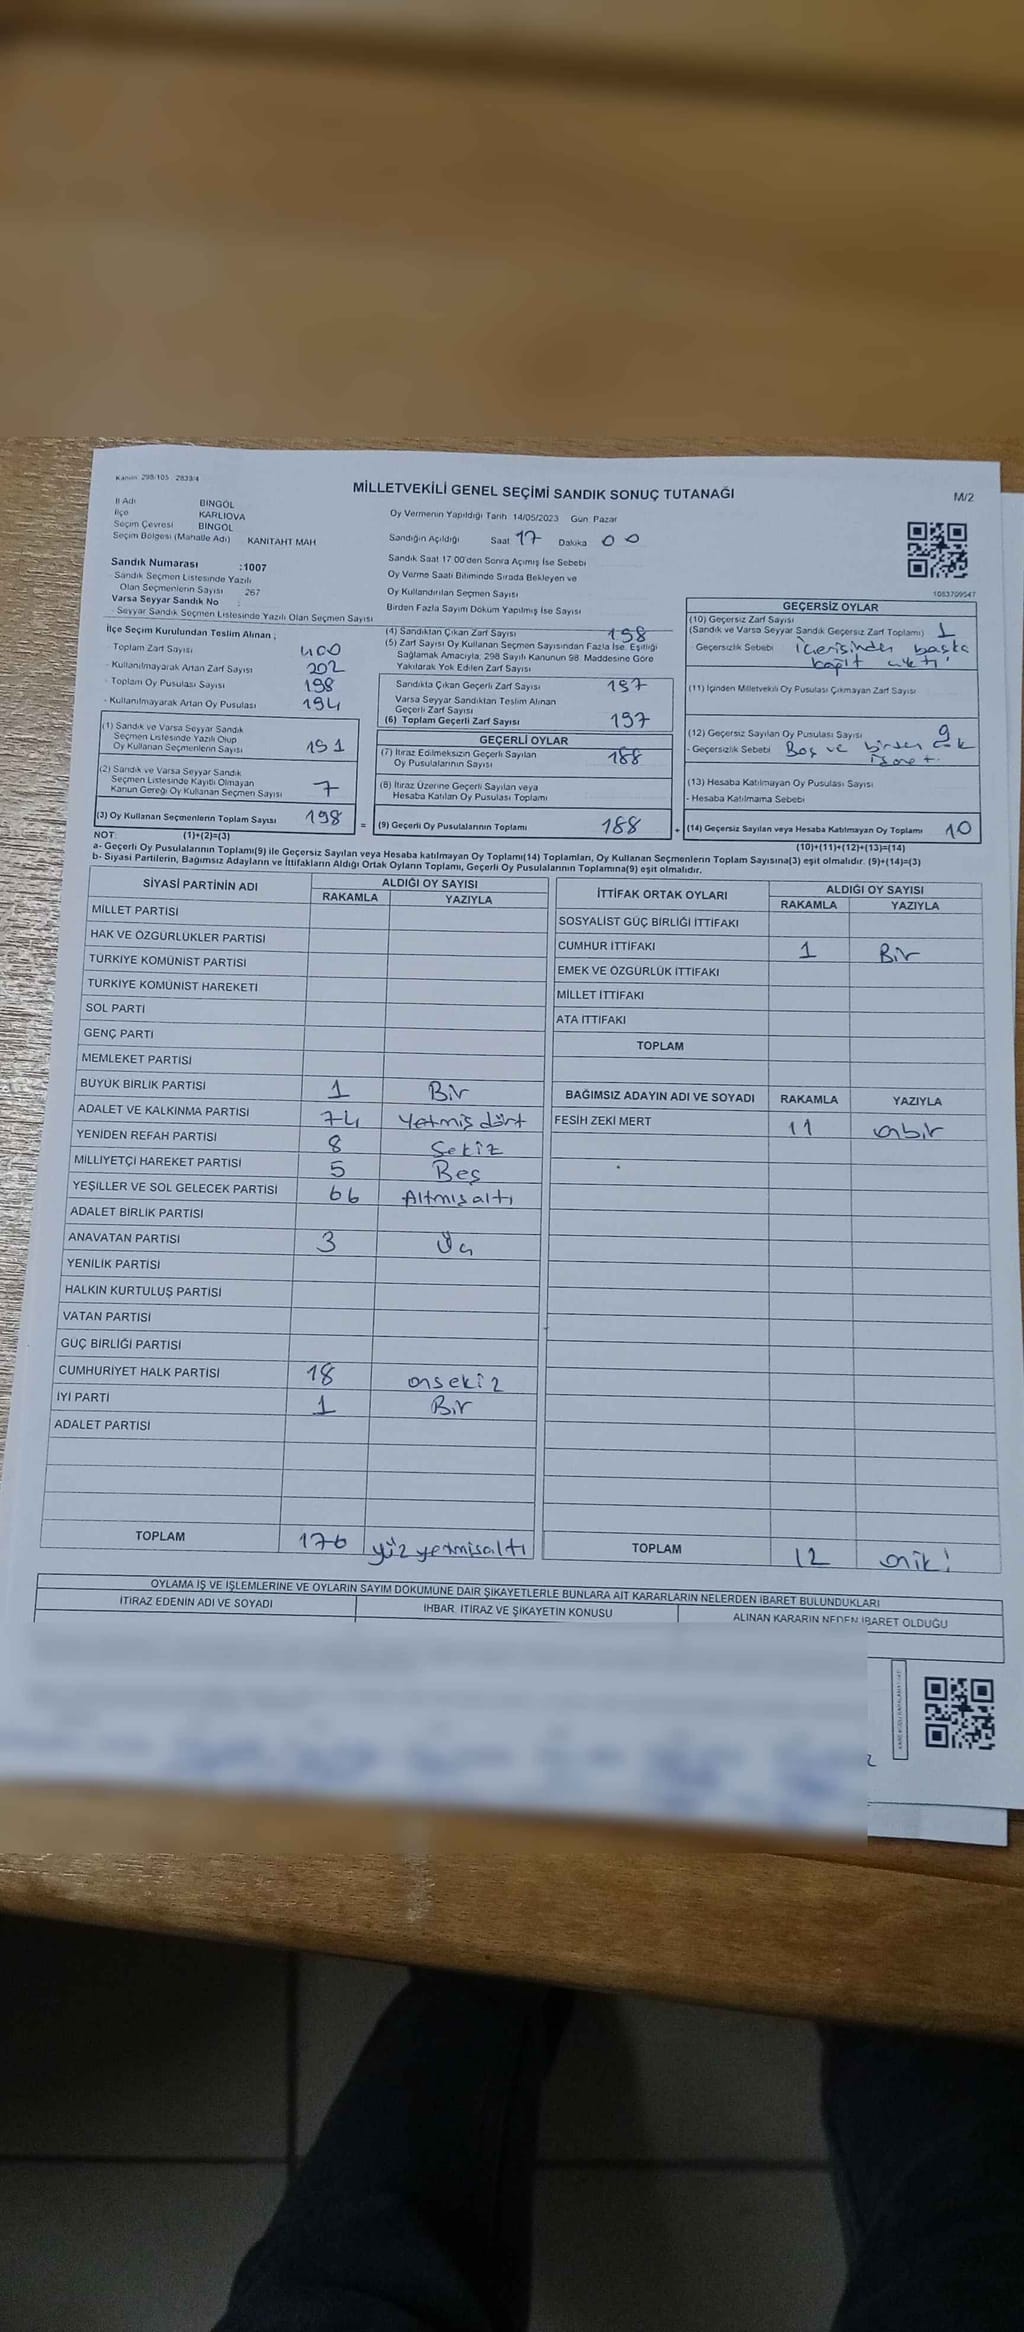 Kanun 298/105 2839/4
MİLLETVEKİLİ GENEL SEÇİMİ SANDIK SONUÇ TUTANAĞI
M/2
İl Adı BİNGÖL
İlçe KARLIOVA
Seçim Çevresi BİNGÖL
Seçim Bölgesi (Mahalle Adı) KANITAHT MAH
Oy Vermenin Yapıldığı Tarih 14/05/2023 Gün Pazar
Sandığın Açıldığı Saat 17 Dakika 00
Sandık Saat 17 00'den Sonra Açılmış İse Sebebi
Oy Verme Saati Bitiminde Sırada Bekleyen ve
Oy Kullandırılan Seçmen Sayısı
Birden Fazla Sayım Döküm Yapılmış İse Sayısı
1063709547
Sandık Numarası :1007
Sandık Seçmen Listesinde Yazılı
Olan Seçmenlerin Sayısı 267
Varsa Seyyar Sandık No :
Seyyar Sandık Seçmen Listesinde Yazılı Olan Seçmen Sayısı
İlçe Seçim Kurulundan Teslim Alınan ;
Toplam Zarf Sayısı 400
- Kullanılmayarak Artan Zarf Sayısı 202
- Toplam Oy Pusulası Sayısı 198
- Kullanılmayarak Artan Oy Pusulası 194
(1) Sandık ve Varsa Seyyar Sandık
Seçmen Listesinde Yazılı Olup
Oy Kullanan Seçmenlerin Sayısı 191
(2) Sandık ve Varsa Seyyar Sandık
Seçmen Listesinde Kayıtlı Olmayan
Kanun Gereği Oy Kullanan Seçmen Sayısı 7
(3) Oy Kullanan Seçmenlerin Toplam Sayısı 198
(4) Sandıktan Çıkan Zarf Sayısı 198
(5) Zarf Sayısı Oy Kullanan Seçmen Sayısından Fazla İse, Eşitliği
Sağlamak Amacıyla, 298 Sayılı Kanunun 98. Maddesine Göre
Yakılarak Yok Edilen Zarf Sayısı
Sandıkta Çıkan Geçerli Zarf Sayısı 197
Varsa Seyyar Sandıktan Teslim Alınan
Geçerli Zarf Sayısı
(6) Toplam Geçerli Zarf Sayısı 197
GEÇERLİ OYLAR
(7) İtiraz Edilmeksizin Geçerli Sayılan
Oy Pusulalarının Sayısı 188
(8) İtiraz Üzerine Geçerli Sayılan veya
Hesaba Katılan Oy Pusulası Toplamı
= (9) Geçerli Oy Pusulalarının Toplamı 188 +
GEÇERSİZ OYLAR
(10) Geçersiz Zarf Sayısı
(Sandık ve Varsa Seyyar Sandık Geçersiz Zarf Toplamı) 1
- Geçersizlik Sebebi İçerisinden başka
kağıt çıktı
(11) İçinden Milletvekili Oy Pusulası Çıkmayan Zarf Sayısı
(12) Geçersiz Sayılan Oy Pusulası Sayısı 9
- Geçersizlik Sebebi Boş ve birden çok
işaret.
(13) Hesaba Katılmayan Oy Pusulası Sayısı
- Hesaba Katılmama Sebebi
(14) Geçersiz Sayılan veya Hesaba Katılmayan Oy Toplamı 10
NOT: (1)+(2)=(3) (10)+(11)+(12)+(13)=(14)
a- Geçerli Oy Pusulalarının Toplamı(9) ile Geçersiz Sayılan veya Hesaba katılmayan Oy Toplamı(14) Toplamları, Oy Kullanan Seçmenlerin Toplam Sayısına(3) eşit olmalıdır. (9)+(14)=(3)
b- Siyasi Partilerin, Bağımsız Adayların ve İttifakların Aldığı Ortak Oyların Toplamı, Geçerli Oy Pusulalarının Toplamına(9) eşit olmalıdır.
SİYASİ PARTİNİN ADI ALDIĞI OY SAYISI
RAKAMLA YAZIYLA
MİLLET PARTİSİ
HAK VE ÖZGÜRLÜKLER PARTİSİ
TÜRKİYE KOMÜNİST PARTİSİ
TÜRKİYE KOMÜNİST HAREKETİ
SOL PARTİ
GENÇ PARTİ
MEMLEKET PARTİSİ
BÜYÜK BİRLİK PARTİSİ 1 Bir
ADALET VE KALKINMA PARTİSİ 74 Yetmiş dört
YENİDEN REFAH PARTİSİ 8 Sekiz
MİLLİYETÇİ HAREKET PARTİSİ 5 Beş
YEŞİLLER VE SOL GELECEK PARTİSİ 66 Altmışaltı
ADALET BİRLİK PARTİSİ
ANAVATAN PARTİSİ 3 Üç
YENİLİK PARTİSİ
HALKIN KURTULUŞ PARTİSİ
VATAN PARTİSİ
GÜÇ BİRLİĞİ PARTİSİ
CUMHURİYET HALK PARTİSİ 18 onsekiz
İYİ PARTİ 1 Bir
ADALET PARTİSİ
TOPLAM 176 yüz yetmişaltı
İTTİFAK ORTAK OYLARI ALDIĞI OY SAYISI
RAKAMLA YAZIYLA
SOSYALİST GÜÇ BİRLİĞİ İTTİFAKI
CUMHUR İTTİFAKI 1 Bir
EMEK VE ÖZGÜRLÜK İTTİFAKI
MİLLET İTTİFAKI
ATA İTTİFAKI
TOPLAM
BAĞIMSIZ ADAYIN ADI VE SOYADI RAKAMLA YAZIYLA
FESİH ZEKİ MERT 11 onbir
TOPLAM 12 oniki
OYLAMA İŞ VE İŞLEMLERİNE VE OYLARIN SAYIM DÖKÜMÜNE DAİR ŞİKAYETLERLE BUNLARA AİT KARARLARIN NELERDEN İBARET BULUNDUKLARI
İTİRAZ EDENİN ADI VE SOYADI
İHBAR, İTİRAZ VE ŞİKAYETİN KONUSU
ALINAN KARARIN NEDEN İBARET OLDUĞU